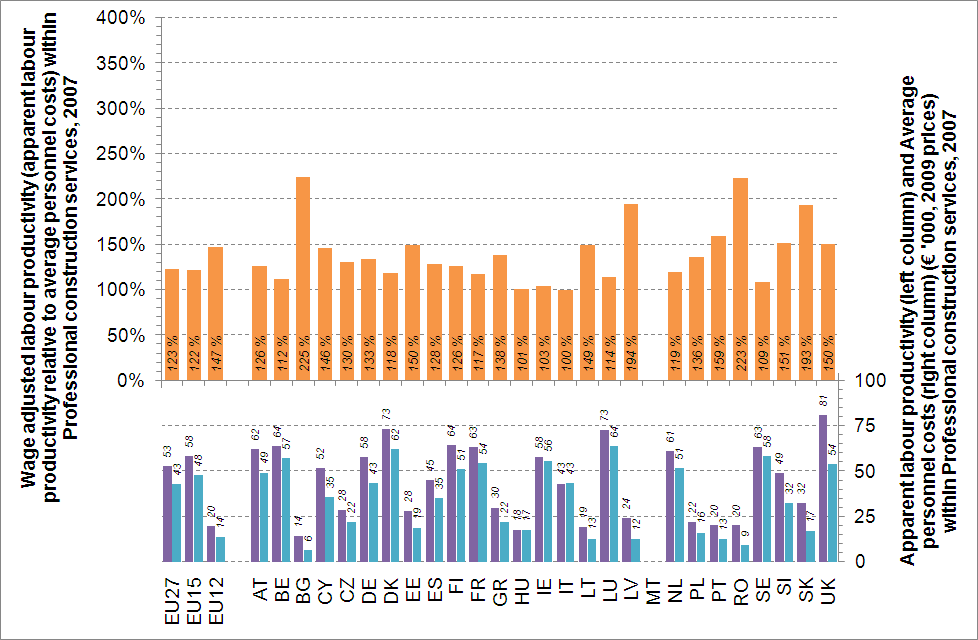 Wage adjusted labour productivity (apparent labour
productivity relative to average personnel costs) within
Professional construction services, 2007
400%
350%
300%
250%
200%
150%
100%
50%
0%
123 %
122 %
147 %
126 %
112 %
225 %
146 %
130 %
133 %
118 %
150 %
128 %
126 %
117 %
138 %
101 %
103 %
100 %
149 %
114 %
194 %
119 %
136 %
159 %
223 %
109 %
151 %
193 %
150 %
Apparent labour productivity (left column) and Average
personnel costs (right column) (€ '000, 2009 prices)
within Professional construction services, 2007
100
75
50
25
0
53
43
58
48
20
14
62
49
64
57
14
6
52
35
28
22
58
43
73
62
28
19
45
35
64
51
63
54
30
22
18
17
58
56
43
43
19
13
73
64
24
12
61
51
22
16
20
13
20
9
63
58
49
32
32
17
81
54
EU27
EU15
EU12
AT
BE
BG
CY
CZ
DE
DK
EE
ES
FI
FR
GR
HU
IE
IT
LT
LU
LV
MT
NL
PL
PT
RO
SE
SI
SK
UK